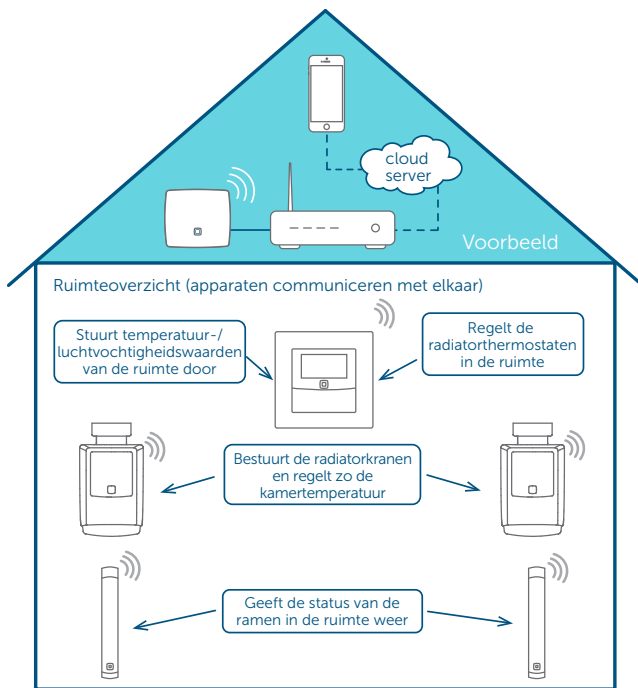 cloud
server
Voorbeeld
Ruimteoverzicht (apparaten communiceren met elkaar)
Stuurt temperatuur-/
luchtvochtigheidswaarden
van de ruimte door
Regelt de
radiatorthermostaten
in de ruimte
Bestuurt de radiatorkranen
en regelt zo de
kamertemperatuur
Geeft de status van de
ramen in de ruimte weer